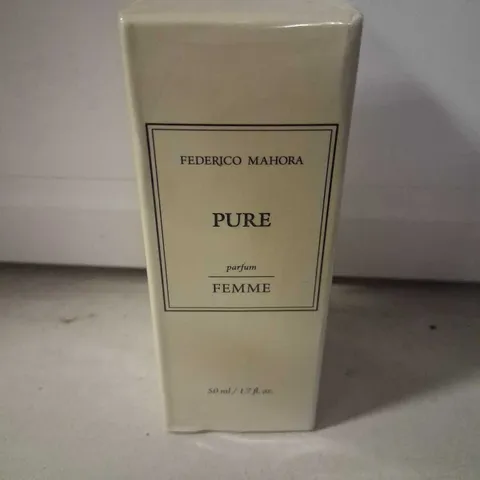 FEDERICO MAHORA
PURE
parfum
FEMME
50 ml / 1.7 fl. oz.